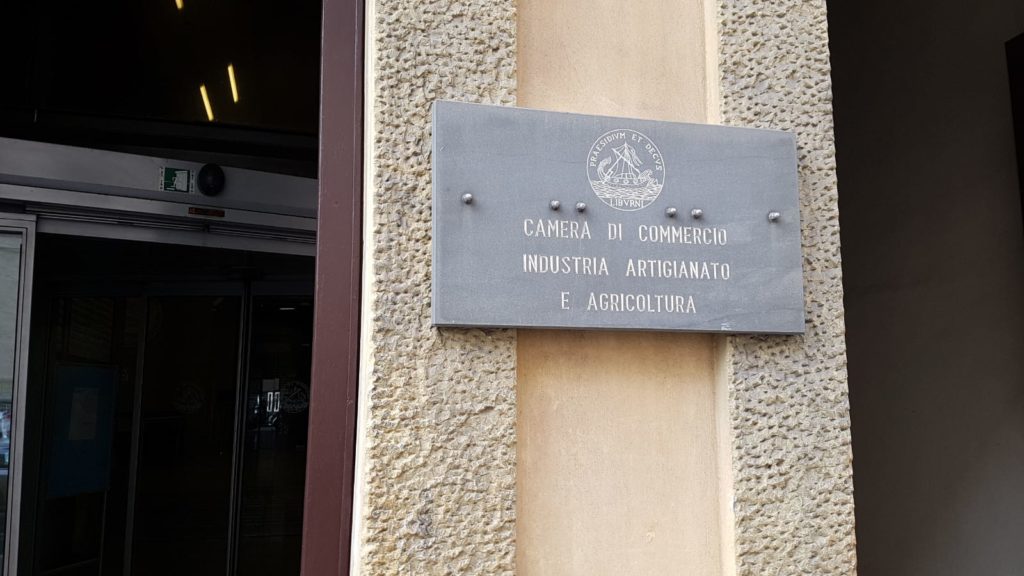 PRAESIDIVM ET DECVS
LIBVRNI
CAMERA DI COMMERCIO
INDUSTRIA ARTIGIANATO
E AGRICOLTURA